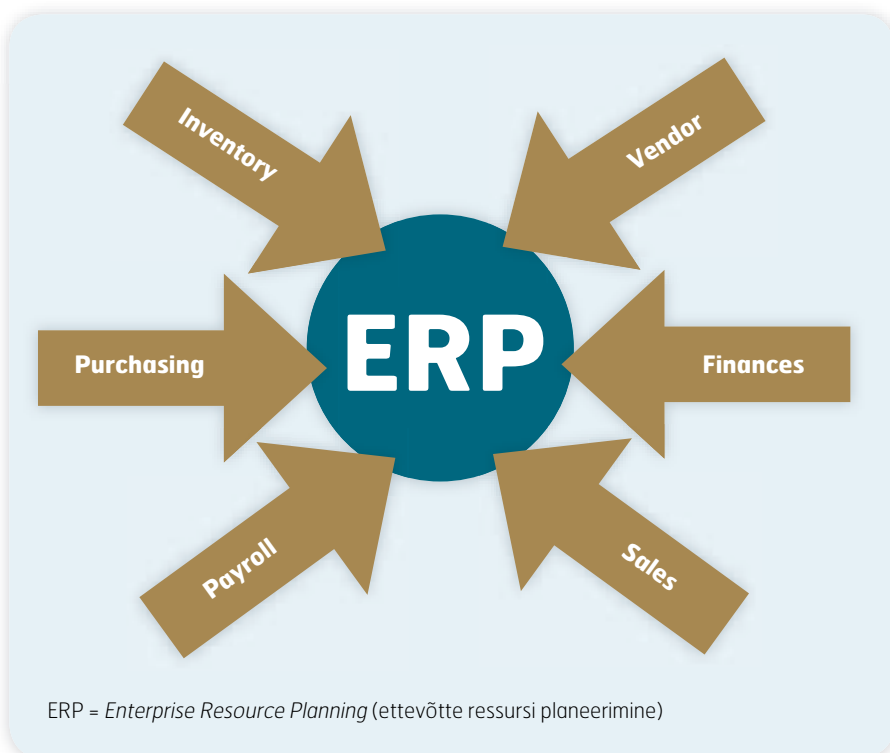 Inventory
Vendor
ERP
Purchasing
Finances
Payroll
Sales
ERP = Enterprise Resource Planning (ettevõtte ressursi planeerimine)